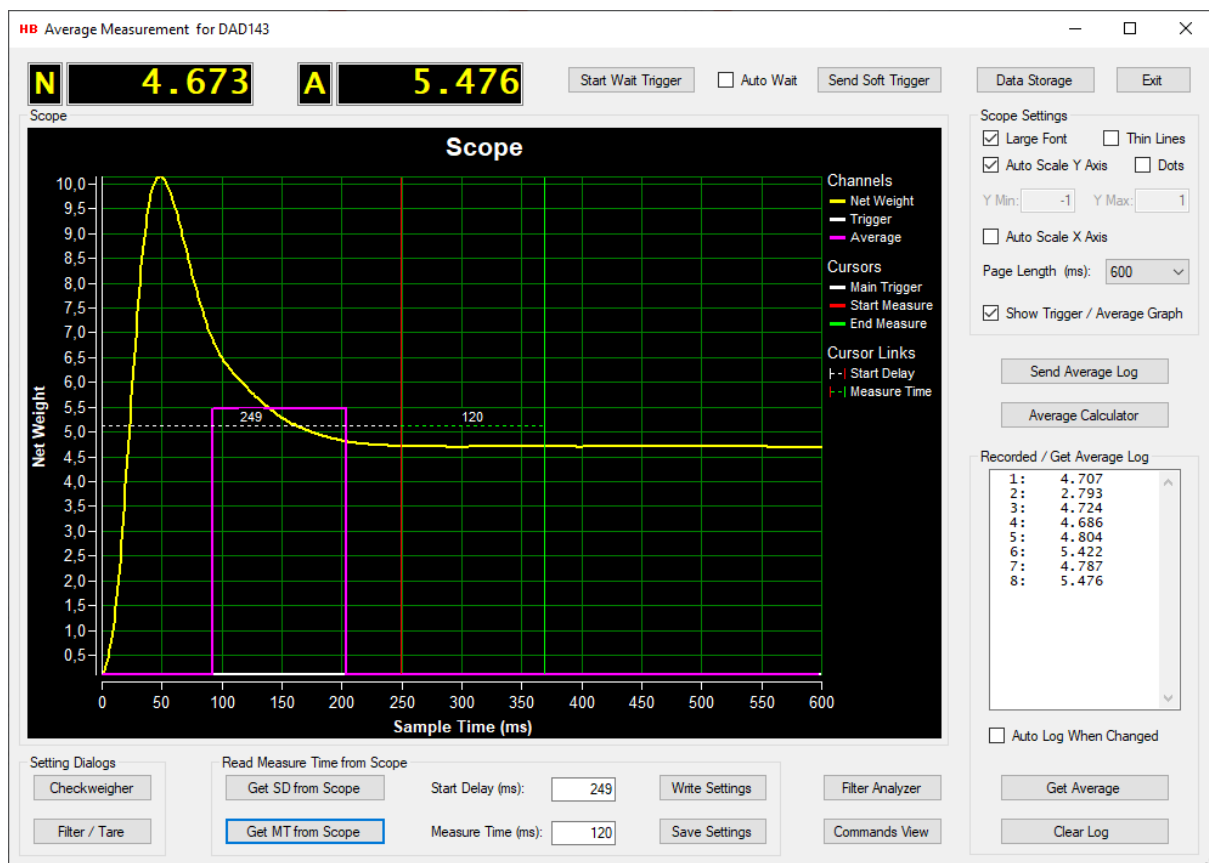 HB Average Measurement for DAD143
N 4.673 A 5.476 Start Wait Trigger Auto Wait Send Soft Trigger Data Storage Exit
Scope
Scope
10,0
9,5
9,0
8,5
8,0
7,5
7,0
6,5
6,0
5,5
5,0
4,5
4,0
3,5
3,0
2,5
2,0
1,5
1,0
0,5
Net Weight
249 120
0 50 100 150 200 250 300 350 400 450 500 550 600
Sample Time (ms)
Channels
Net Weight
Trigger
Average
Cursors
Main Trigger
Start Measure
End Measure
Cursor Links
Start Delay
Measure Time
Scope Settings
Large Font Thin Lines
Auto Scale Y Axis Dots
Y Min: -1 Y Max: 1
Auto Scale X Axis
Page Length (ms): 600
Show Trigger / Average Graph
Send Average Log
Average Calculator
Recorded / Get Average Log
1: 4.707
2: 2.793
3: 4.724
4: 4.686
5: 4.804
6: 5.422
7: 4.787
8: 5.476
Auto Log When Changed
Get Average
Clear Log
Setting Dialogs
Checkweigher
Filter / Tare
Read Measure Time from Scope
Get SD from Scope Start Delay (ms): 249 Write Settings
Get MT from Scope Measure Time (ms): 120 Save Settings
Filter Analyzer
Commands View